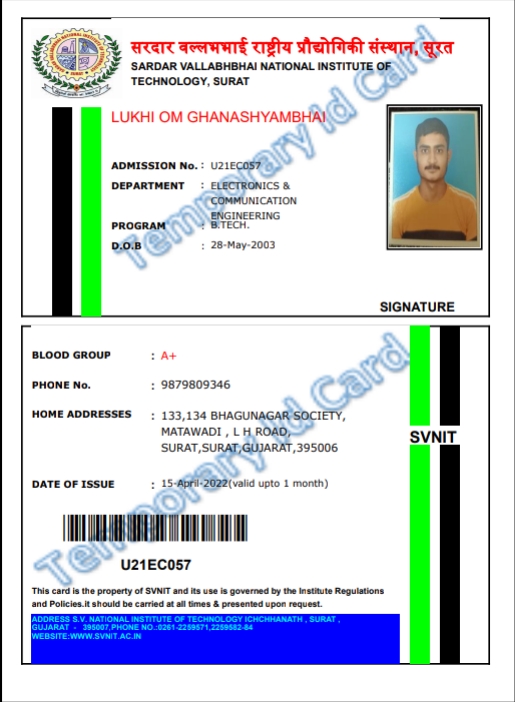 सरदार वल्लभभाई राष्ट्रीय प्रौद्योगिकी संस्थान, सूरत
SARDAR VALLABHBHAI NATIONAL INSTITUTE OF
TECHNOLOGY, SURAT
LUKHI OM GHANASHYAMBHAI
ADMISSION No. : U21EC057
DEPARTMENT : ELECTRONICS &
COMMUNICATION
ENGINEERING
PROGRAM : B.TECH.
D.O.B : 28-May-2003
Temporary Id Card
SIGNATURE
BLOOD GROUP : A+
PHONE No. : 9879809346
HOME ADDRESSES : 133,134 BHAGUNAGAR SOCIETY,
MATAWADI , L H ROAD,
SURAT,SURAT,GUJARAT,395006
SVNIT
DATE OF ISSUE : 15-April-2022(valid upto 1 month)
Temporary Id Card
U21EC057
This card is the property of SVNIT and its use is governed by the Institute Regulations
and Policies.it should be carried at all times & presented upon request.
ADDRESS S.V. NATIONAL INSTITUTE OF TECHNOLOGY ICHCHHANATH , SURAT ,
GUJARAT - 395007,PHONE NO.:0261-2259571,2259582-84
WEBSITE:WWW.SVNIT.AC.IN